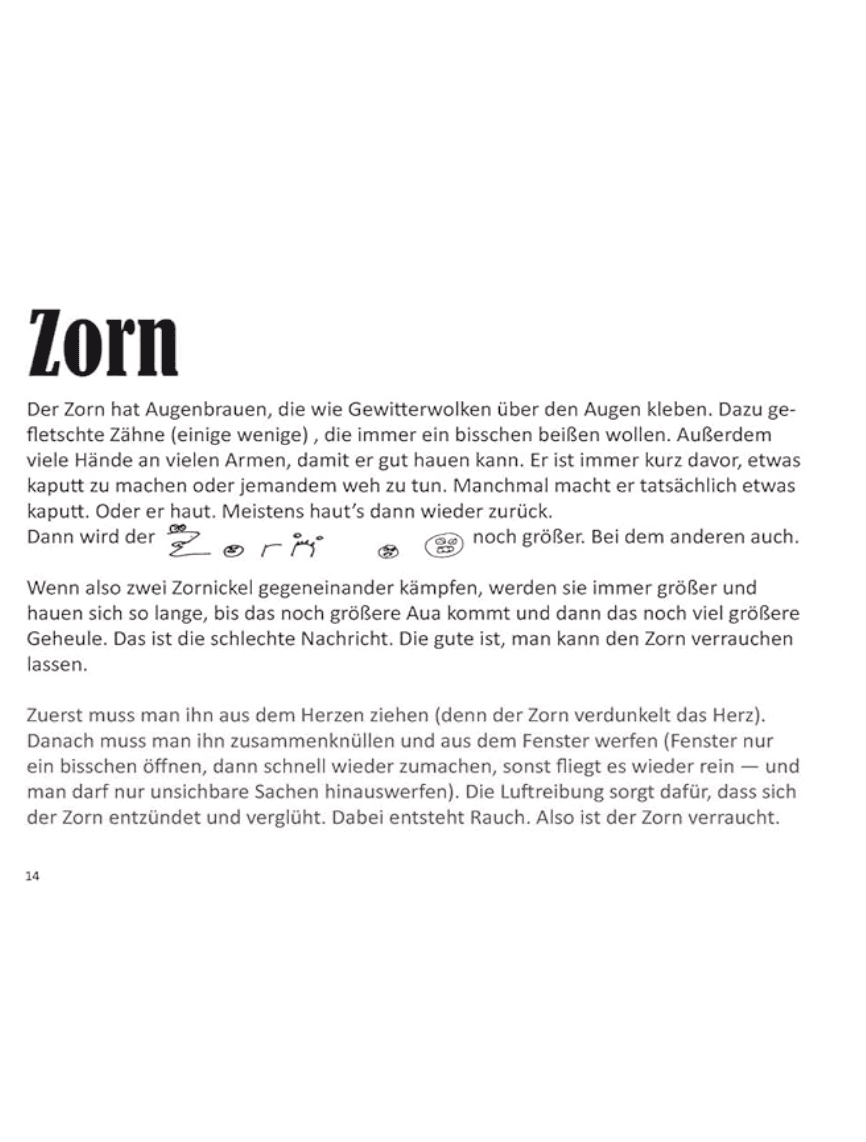 Zorn
Der Zorn hat Augenbrauen, die wie Gewitterwolken über den Augen kleben. Dazu ge-
fletschte Zähne (einige wenige) , die immer ein bisschen beißen wollen. Außerdem
viele Hände an vielen Armen, damit er gut hauen kann. Er ist immer kurz davor, etwas
kaputt zu machen oder jemandem weh zu tun. Manchmal macht er tatsächlich etwas
kaputt. Oder er haut. Meistens haut’s dann wieder zurück.
Dann wird der Zorn noch größer. Bei dem anderen auch.
Wenn also zwei Zornickel gegeneinander kämpfen, werden sie immer größer und
hauen sich so lange, bis das noch größere Aua kommt und dann das noch viel größere
Geheule. Das ist die schlechte Nachricht. Die gute ist, man kann den Zorn verrauchen
lassen.
Zuerst muss man ihn aus dem Herzen ziehen (denn der Zorn verdunkelt das Herz).
Danach muss man ihn zusammenknüllen und aus dem Fenster werfen (Fenster nur
ein bisschen öffnen, dann schnell wieder zumachen, sonst fliegt es wieder rein — und
man darf nur unsichtbare Sachen hinauswerfen). Die Luftreibung sorgt dafür, dass sich
der Zorn entzündet und verglüht. Dabei entsteht Rauch. Also ist der Zorn verraucht.
14